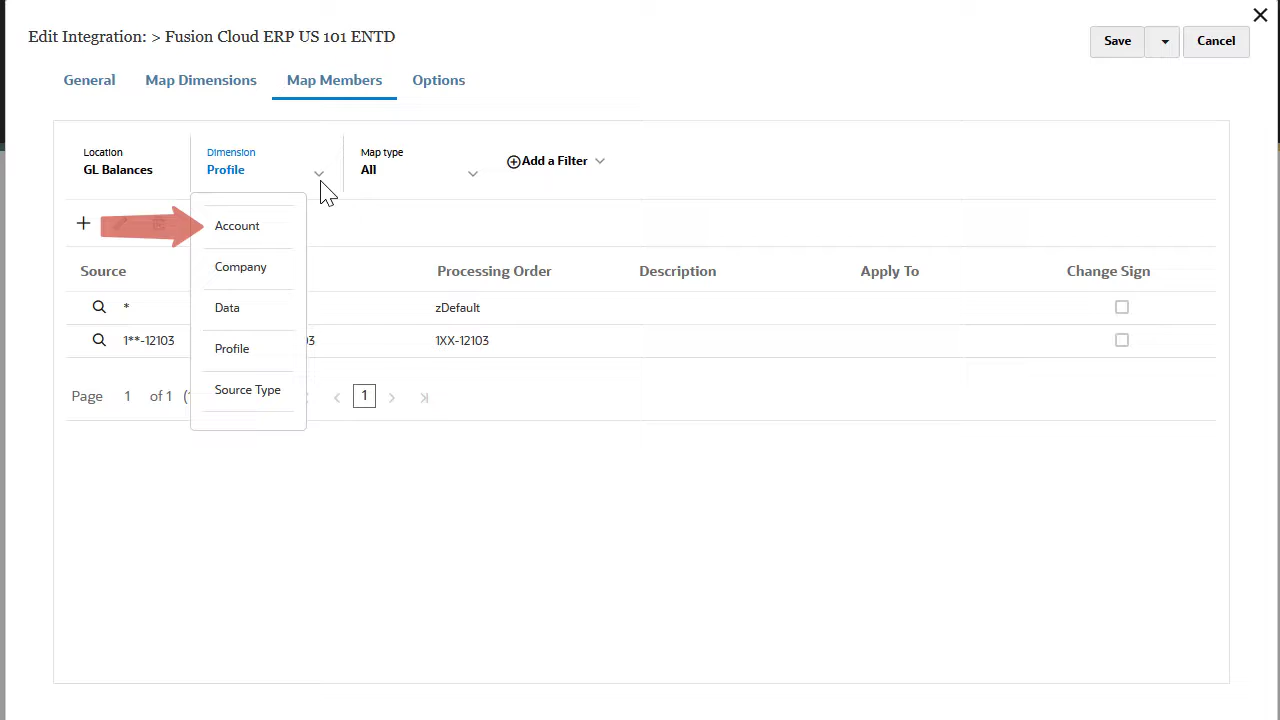 Edit Integration: > Fusion Cloud ERP US 101 ENTD
Save
Cancel
General
Map Dimensions
Map Members
Options
Location
GL Balances
Dimension
Profile
Map type
All
Add a Filter
Account
Company
Data
Profile
Source Type
Source
Processing Order
Description
Apply To
Change Sign
*
zDefault
1**-12103
1XX-12103
Page 1 of 1
1